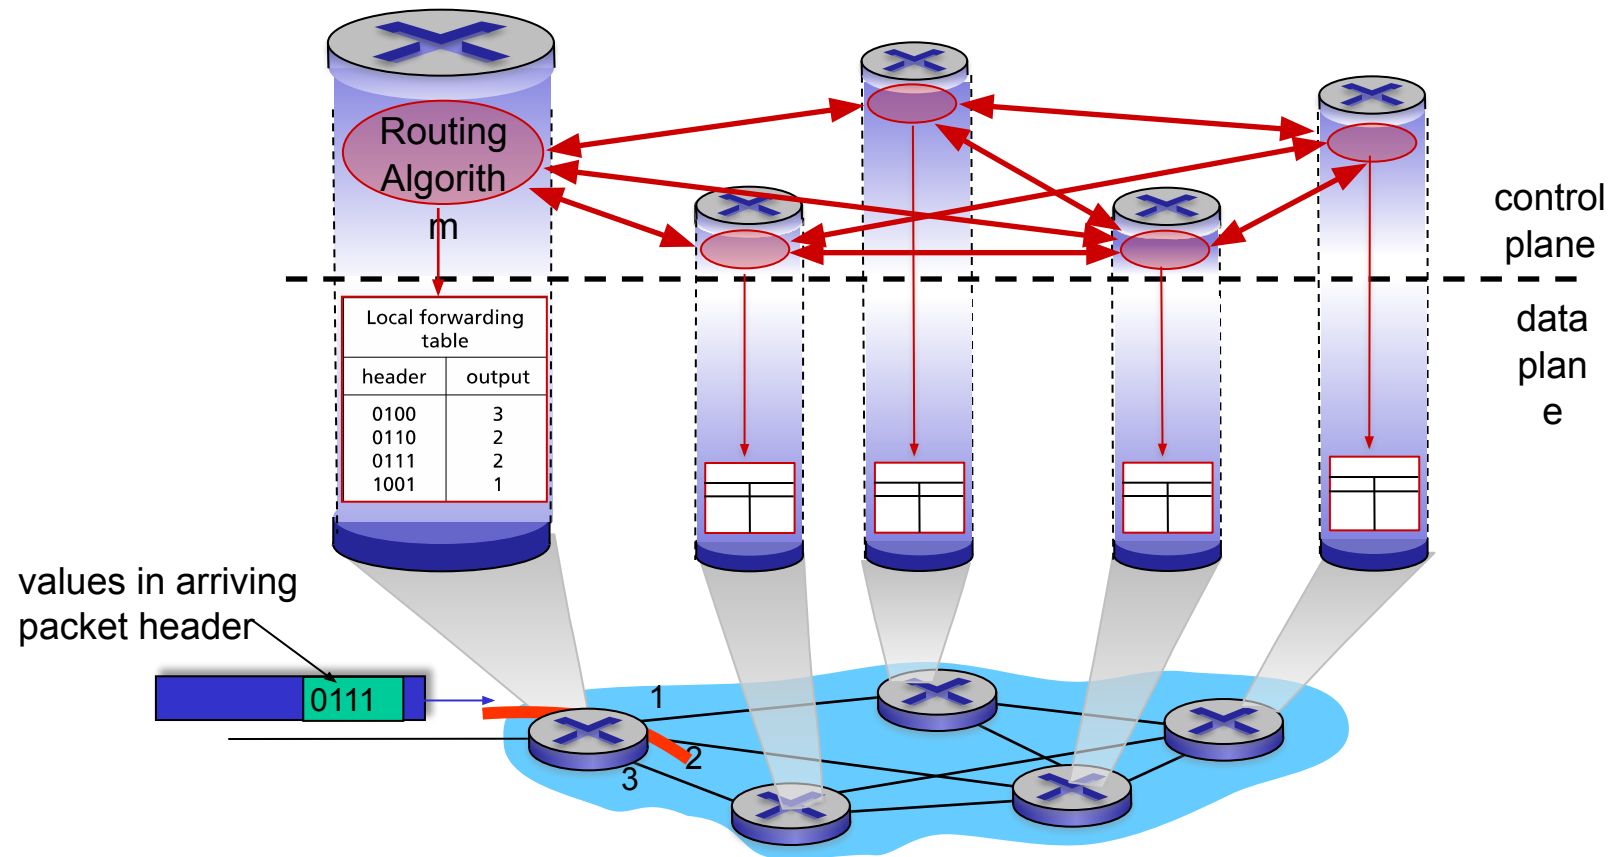 Routing
Algorith
m
control
plane
data
plan
e
Local forwarding
table
header output
0100 3
0110 2
0111 2
1001 1
values in arriving
packet header
0111
1
2
3